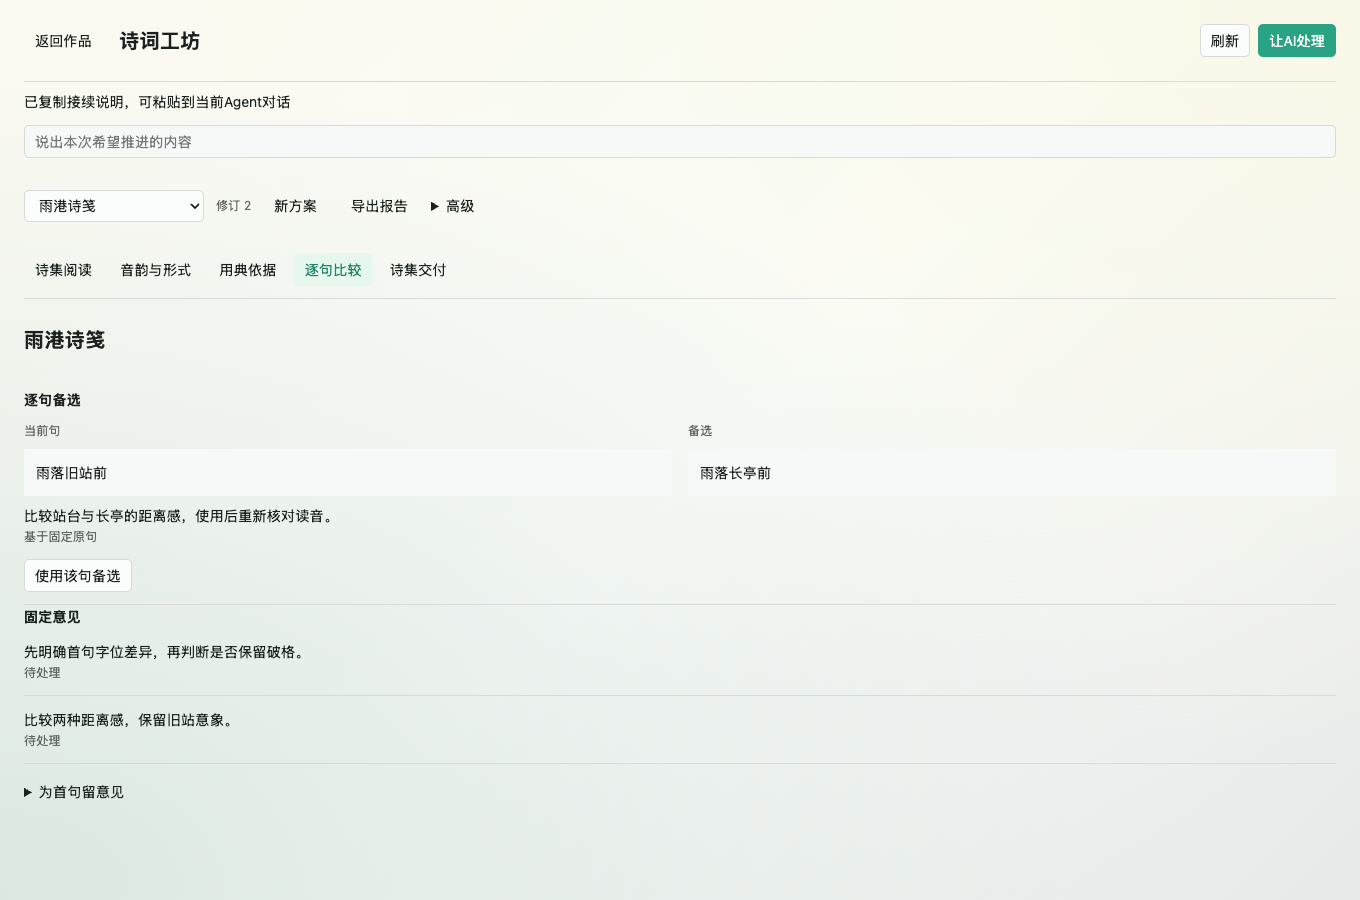 返回作品 诗词工坊 刷新 让AI处理
已复制接续说明，可粘贴到当前Agent对话
说出本次希望推进的内容
雨港诗笺 修订 2 新方案 导出报告 高级
诗集阅读 音韵与形式 用典依据 逐句比较 诗集交付
雨港诗笺
逐句备选
当前句 备选
雨落旧站前 雨落长亭前
比较站台与长亭的距离感，使用后重新核对读音。
基于固定原句
使用该句备选
固定意见
先明确首句字位差异，再判断是否保留破格。
待处理
比较两种距离感，保留旧站意象。
待处理
为首句留意见